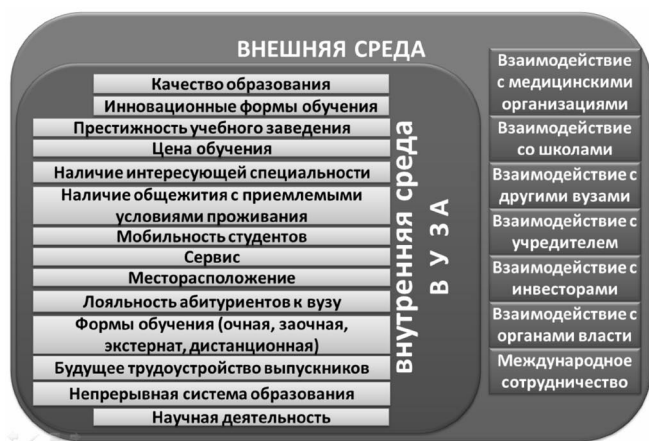 ВНЕШНЯЯ СРЕДА
Качество образования
Инновационные формы обучения
Престижность учебного заведения
Цена обучения
Наличие интересующей специальности
Наличие общежития с приемлемыми
условиями проживания
Мобильность студентов
Сервис
Месторасположение
Лояльность абитуриентов к вузу
Формы обучения (очная, заочная,
экстернат, дистанционная)
Будущее трудоустройство выпускников
Непрерывная система образования
Научная деятельность
внутренняя среда
ВУЗА
Взаимодействие
с медицинскими
организациями
Взаимодействие
со школами
Взаимодействие с
другими вузами
Взаимодействие с
учредителем
Взаимодействие с
инвесторами
Взаимодействие с
органами власти
Международное
сотрудничество